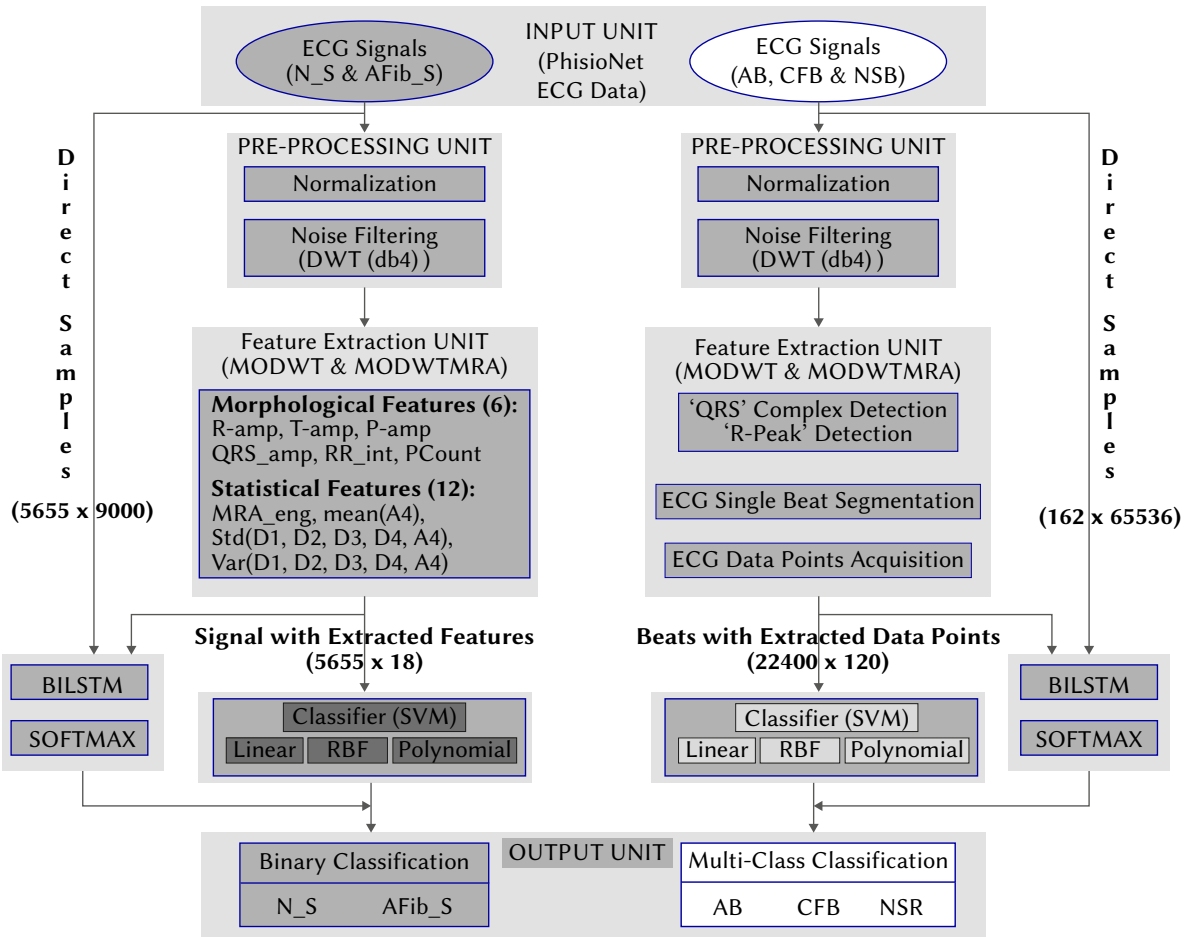 INPUT UNIT
(PhisioNet
ECG Data)
ECG Signals
(N_S & AFib_S)
ECG Signals
(AB, CFB & NSB)
Direct Samples
(5655 x 9000)
PRE-PROCESSING UNIT
Normalization
Noise Filtering
(DWT (db4) )
Feature Extraction UNIT
(MODWT & MODWTMRA)
Morphological Features (6):
R-amp, T-amp, P-amp
QRS_amp, RR_int, PCount
Statistical Features (12):
MRA_eng, mean(A4),
Std(D1, D2, D3, D4, A4),
Var(D1, D2, D3, D4, A4)
Signal with Extracted Features
(5655 x 18)
BILSTM
SOFTMAX
Classifier (SVM)
Linear RBF Polynomial
PRE-PROCESSING UNIT
Normalization
Noise Filtering
(DWT (db4) )
Feature Extraction UNIT
(MODWT & MODWTMRA)
‘QRS’ Complex Detection
‘R-Peak’ Detection
ECG Single Beat Segmentation
ECG Data Points Acquisition
Direct Samples
(162 x 65536)
Beats with Extracted Data Points
(22400 x 120)
Classifier (SVM)
Linear RBF Polynomial
BILSTM
SOFTMAX
OUTPUT UNIT
Binary Classification
N_S AFib_S
Multi-Class Classification
AB CFB NSR